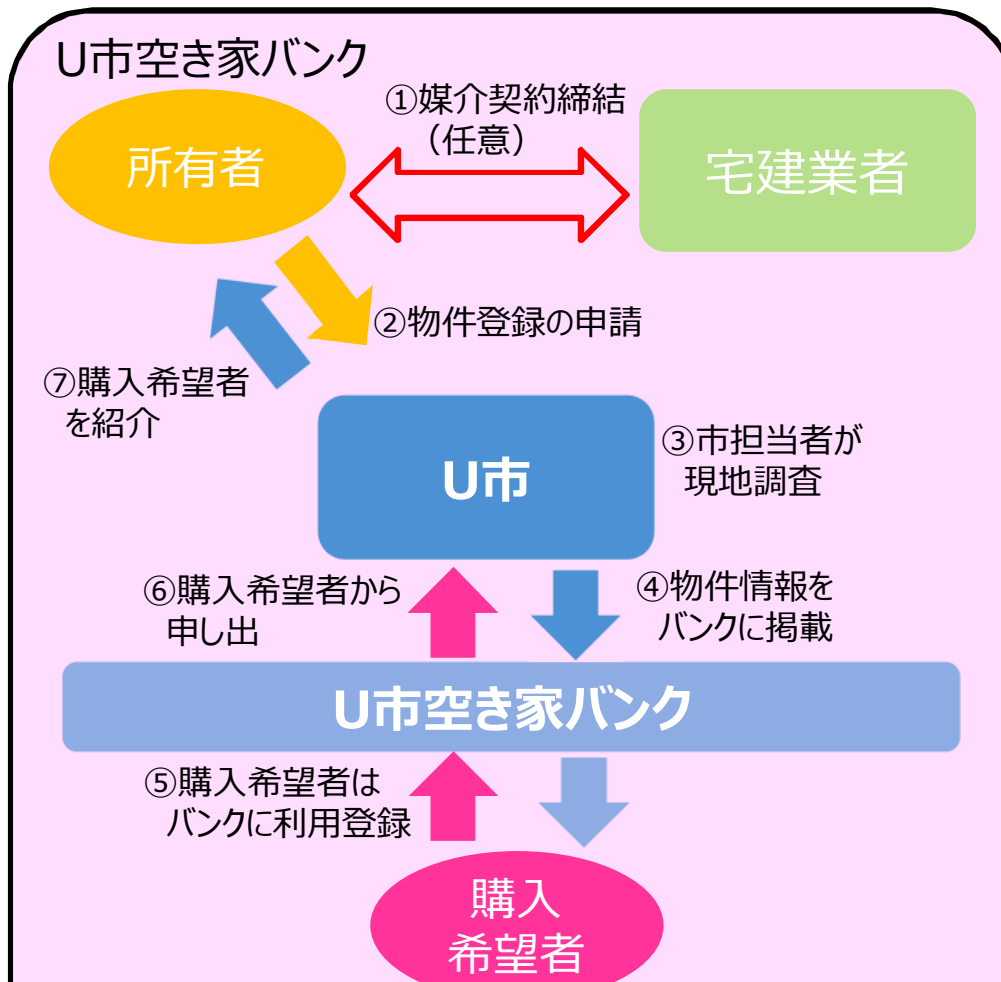 U市空き家バンク
①媒介契約締結
（任意）
所有者
宅建業者
②物件登録の申請
⑦購入希望者
を紹介
U市
③市担当者が
現地調査
⑥購入希望者から
申し出
④物件情報を
バンクに掲載
U市空き家バンク
⑤購入希望者は
バンクに利用登録
購入
希望者